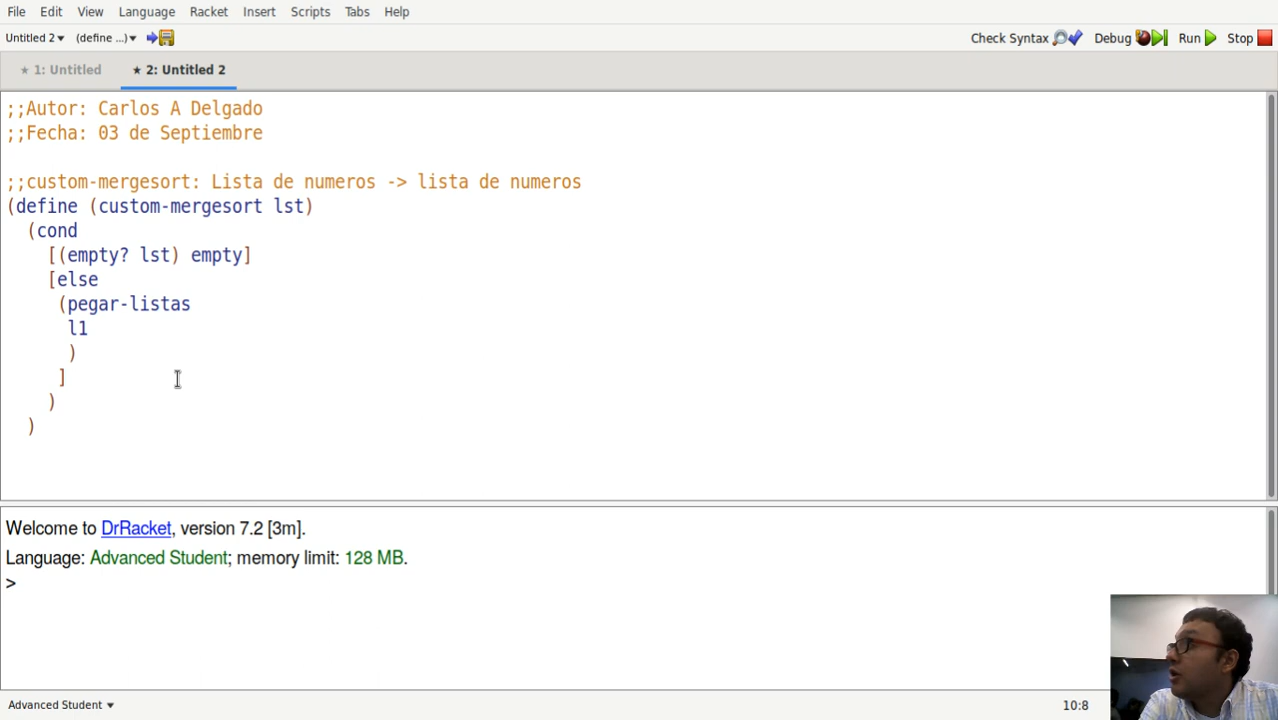 File Edit View Language Racket Insert Scripts Tabs Help
Untitled 2 (define ...) Check Syntax Debug Run Stop
★ 1: Untitled ★ 2: Untitled 2
;;Autor: Carlos A Delgado
;;Fecha: 03 de Septiembre
;;custom-mergesort: Lista de numeros -> lista de numeros
(define (custom-mergesort lst)
(cond
[(empty? lst) empty]
[else
(pegar-listas
l1
)
]
)
)
Welcome to DrRacket, version 7.2 [3m].
Language: Advanced Student; memory limit: 128 MB.
>
Advanced Student 10:8